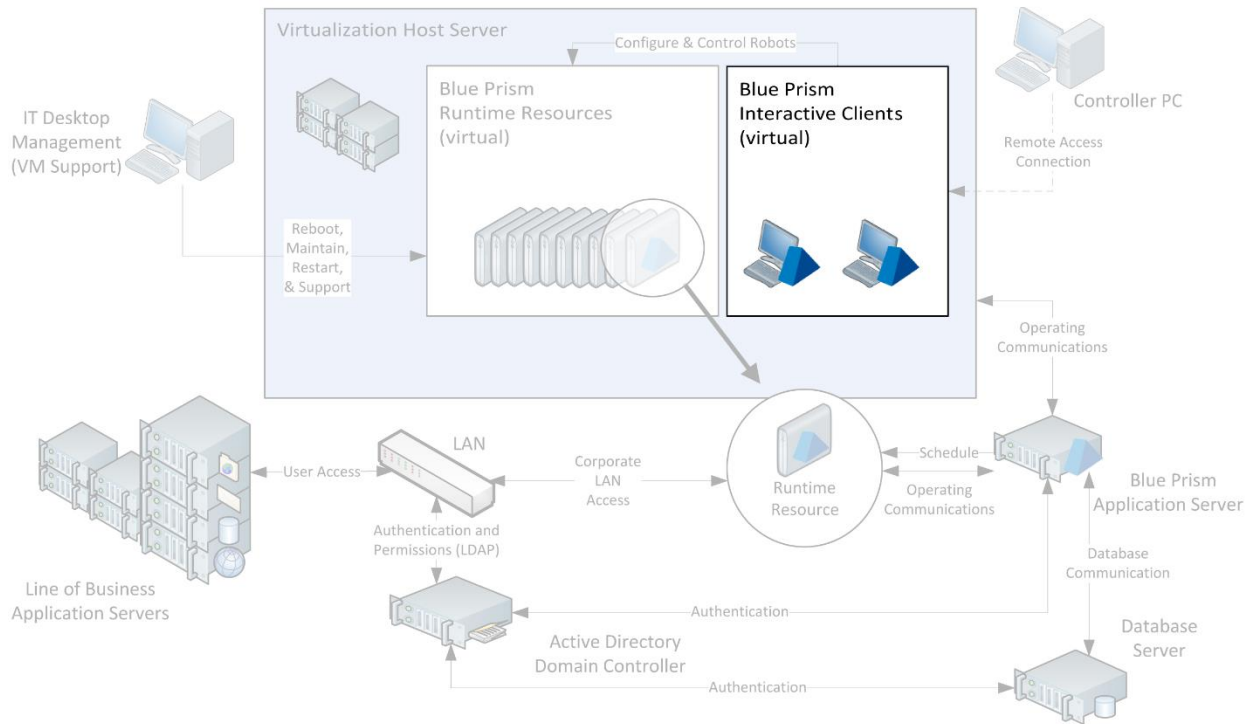 Virtualization Host Server
Configure & Control Robots
Blue Prism
Runtime Resources
(virtual)
Blue Prism
Interactive Clients
(virtual)
Controller PC
IT Desktop
Management
(VM Support)
Remote Access
Connection
Reboot,
Maintain,
Restart,
& Support
Operating
Communications
LAN
User Access
Corporate
LAN
Access
Runtime
Resource
Schedule
Operating
Communications
Blue Prism
Application Server
Authentication and
Permissions (LDAP)
Database
Communication
Line of Business
Application Servers
Authentication
Active Directory
Domain Controller
Database
Server
Authentication